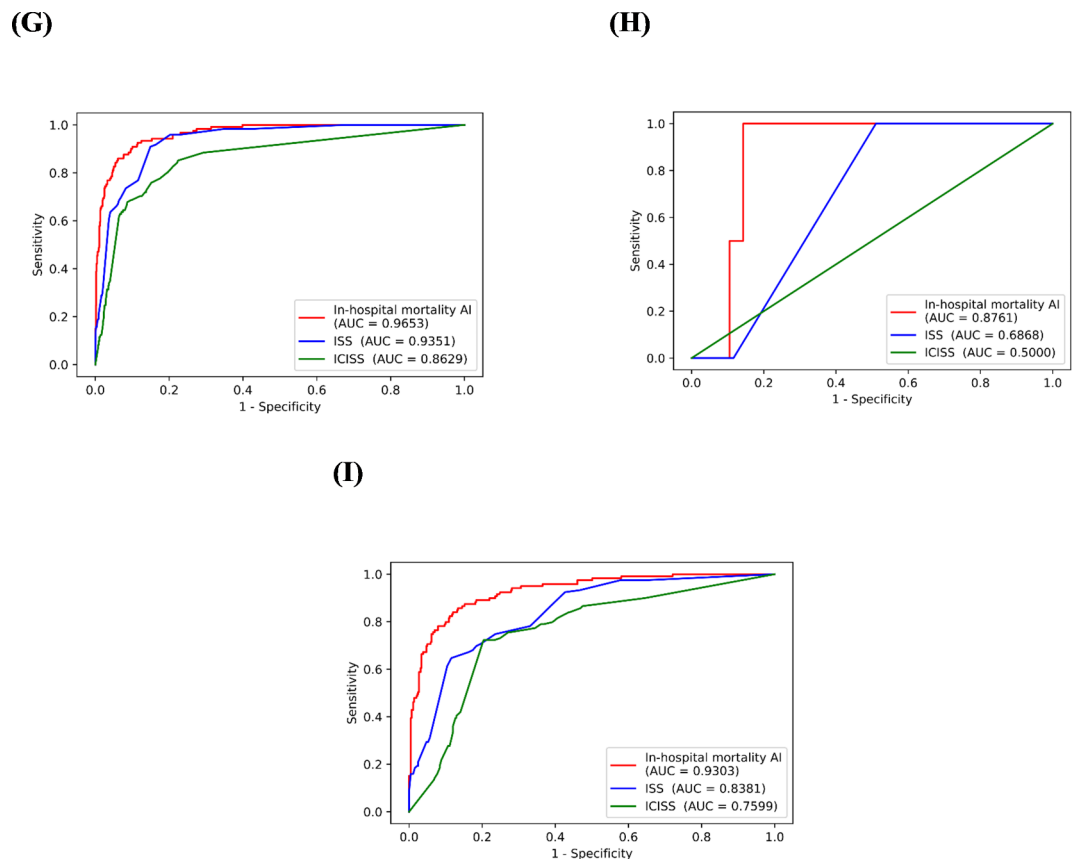 (G)
(H)
1.0
0.8
0.6
0.4
0.2
0.0
Sensitivity
In-hospital mortality AI
(AUC = 0.9653)
ISS (AUC = 0.9351)
ICISS (AUC = 0.8629)
0.0 0.2 0.4 0.6 0.8 1.0
1 - Specificity
1.0
0.8
0.6
0.4
0.2
0.0
Sensitivity
In-hospital mortality AI
(AUC = 0.8761)
ISS (AUC = 0.6868)
ICISS (AUC = 0.5000)
0.0 0.2 0.4 0.6 0.8 1.0
1 - Specificity
(I)
1.0
0.8
0.6
0.4
0.2
0.0
Sensitivity
In-hospital mortality AI
(AUC = 0.9303)
ISS (AUC = 0.8381)
ICISS (AUC = 0.7599)
0.0 0.2 0.4 0.6 0.8 1.0
1 - Specificity